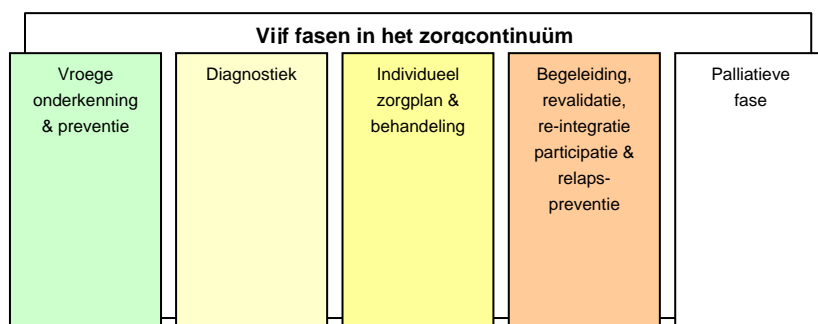 Vijf fasen in het zorgcontinuüm
Vroege
onderkenning
& preventie
Diagnostiek
Individueel
zorgplan &
behandeling
Begeleiding,
revalidatie,
re-integratie
participatie &
relaps-
preventie
Palliatieve
fase